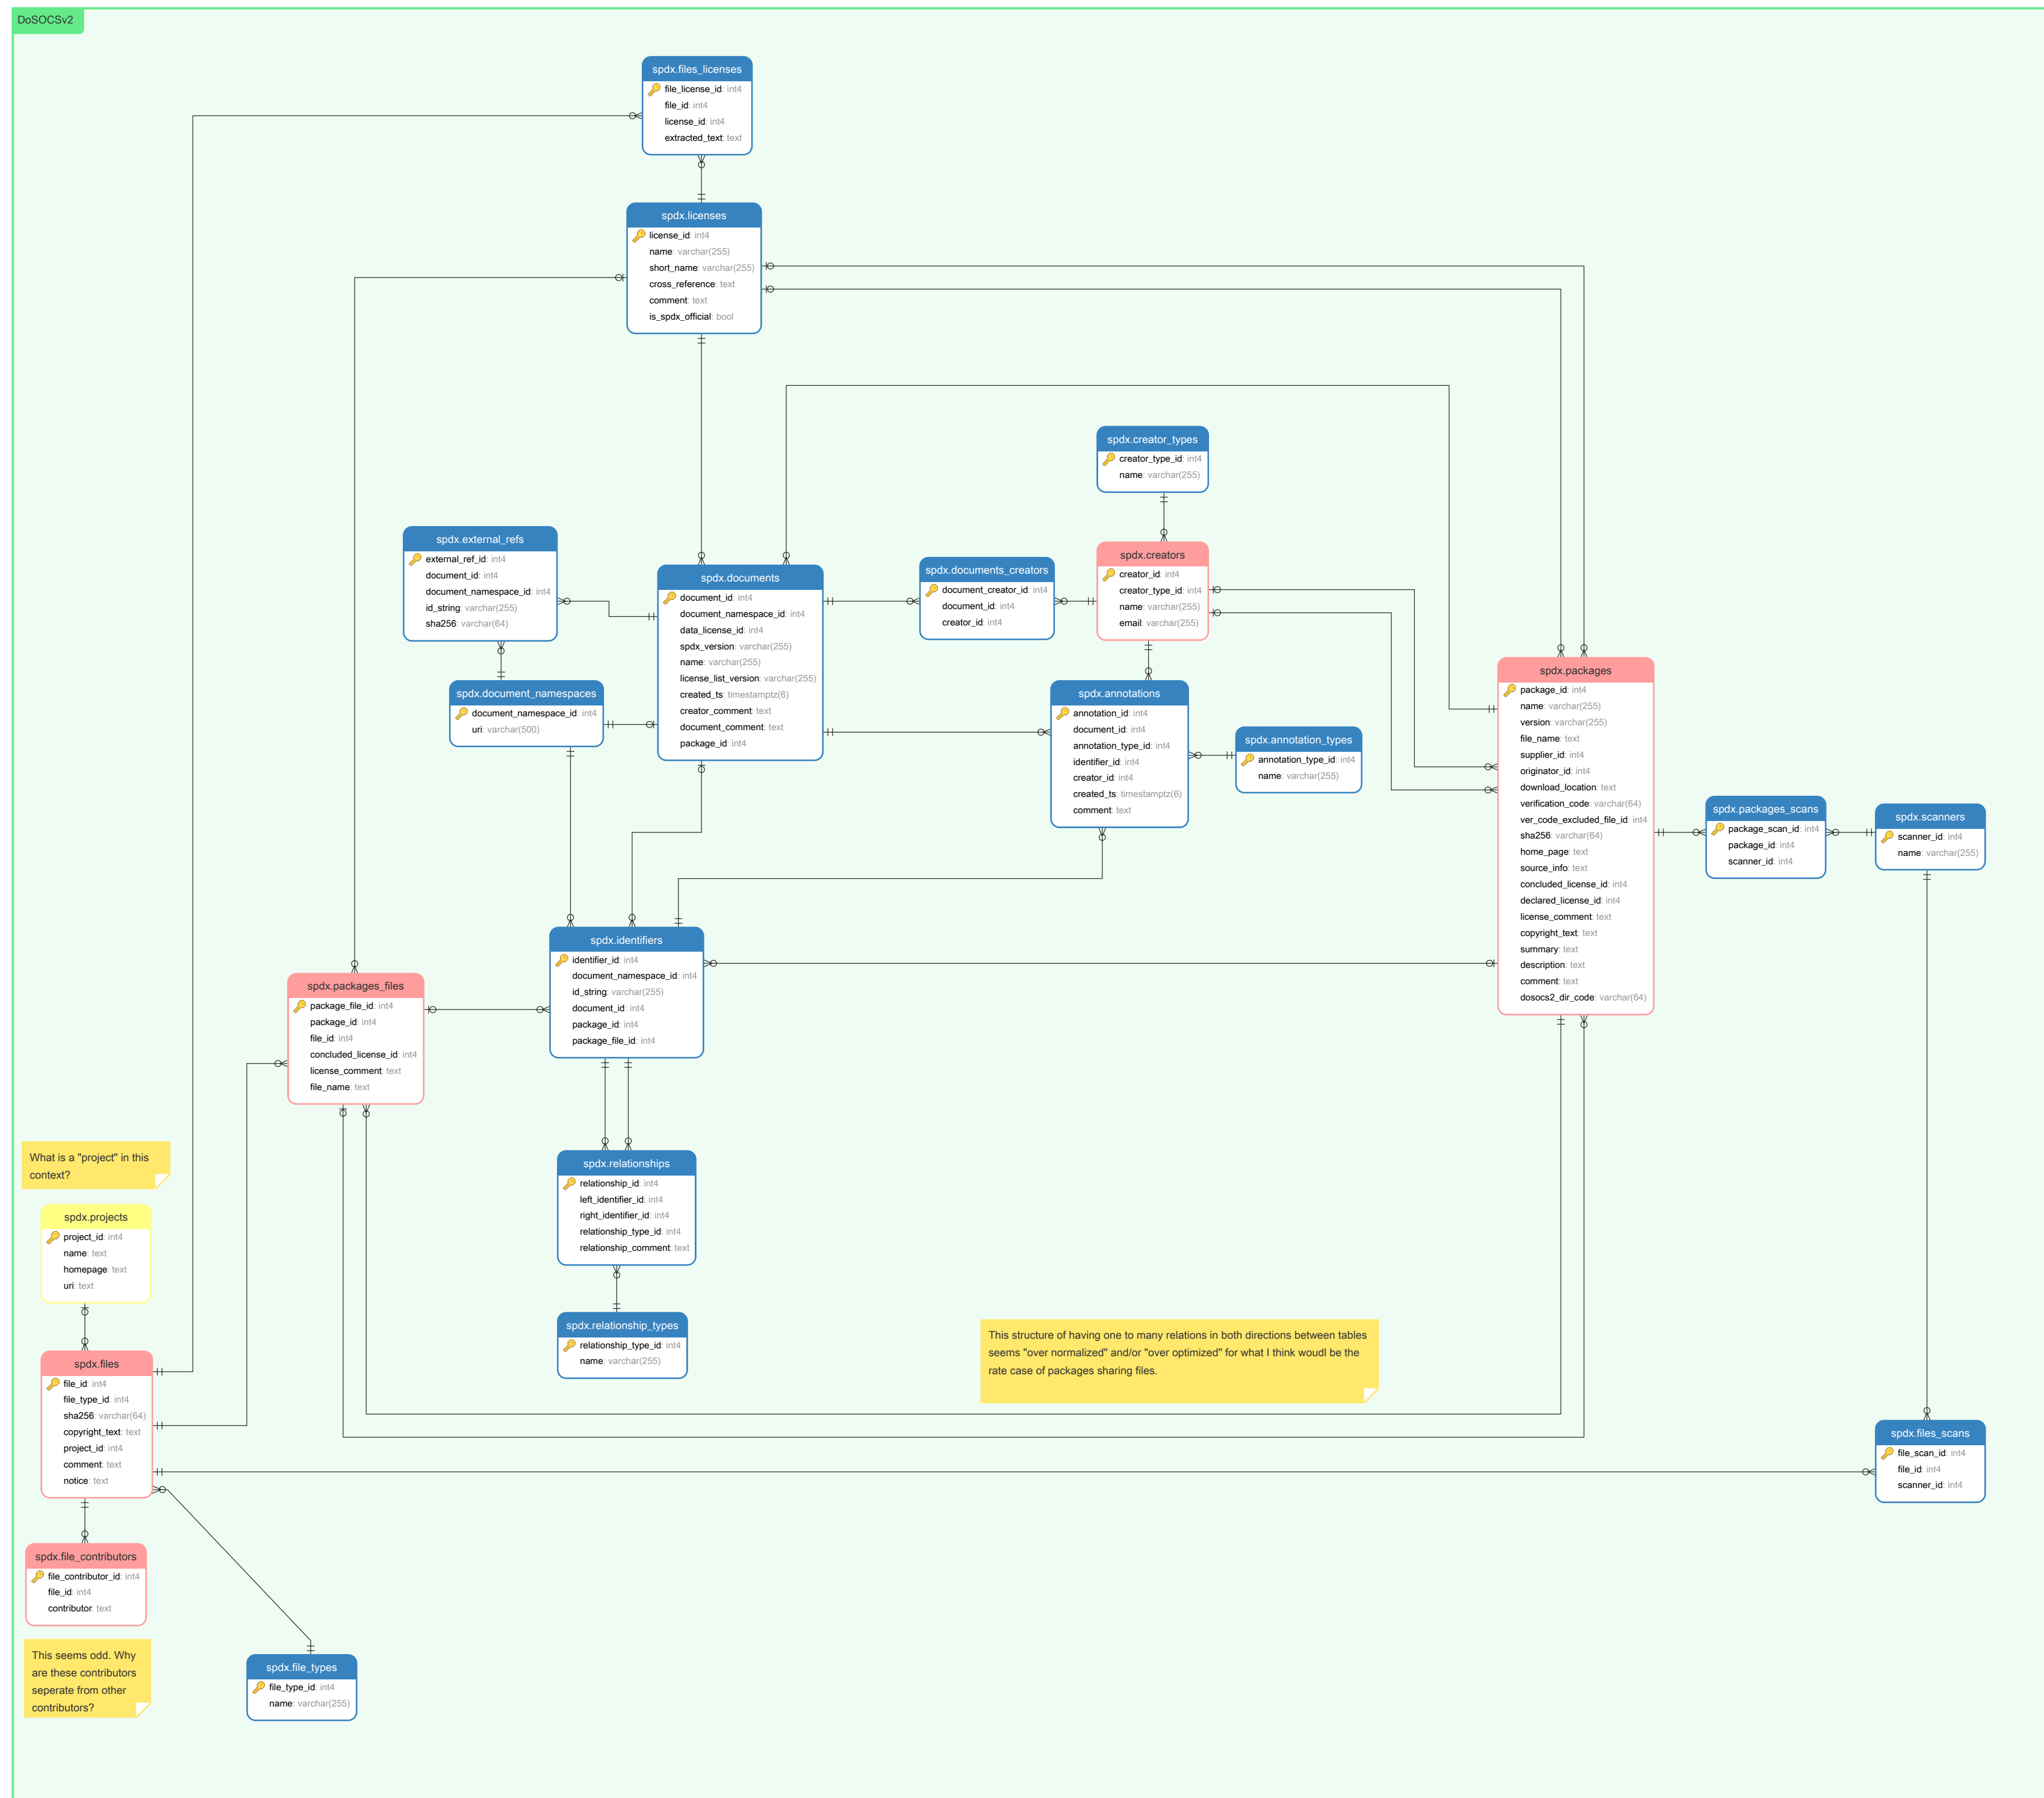 DoSOCSv2
spdx.files_licenses
file_license_id: int4
file_id: int4
license_id: int4
extracted_text: text
spdx.licenses
license_id: int4
name: varchar(255)
short_name: varchar(255)
cross_reference: text
comment: text
is_spdx_official: bool
spdx.creator_types
creator_type_id: int4
name: varchar(255)
spdx.external_refs
external_ref_id: int4
document_id: int4
document_namespace_id: int4
id_string: varchar(255)
sha256: varchar(64)
spdx.documents
document_id: int4
document_namespace_id: int4
data_license_id: int4
spdx_version: varchar(255)
name: varchar(255)
license_list_version: varchar(255)
created_ts: timestamptz(6)
creator_comment: text
document_comment: text
package_id: int4
spdx.documents_creators
document_creator_id: int4
document_id: int4
creator_id: int4
spdx.creators
creator_id: int4
creator_type_id: int4
name: varchar(255)
email: varchar(255)
spdx.document_namespaces
document_namespace_id: int4
uri: varchar(500)
spdx.annotations
annotation_id: int4
document_id: int4
annotation_type_id: int4
identifier_id: int4
creator_id: int4
created_ts: timestamptz(6)
comment: text
spdx.annotation_types
annotation_type_id: int4
name: varchar(255)
spdx.packages
package_id: int4
name: varchar(255)
version: varchar(255)
file_name: text
supplier_id: int4
originator_id: int4
download_location: text
verification_code: varchar(64)
ver_code_excluded_file_id: int4
sha256: varchar(64)
home_page: text
source_info: text
concluded_license_id: int4
declared_license_id: int4
license_comment: text
copyright_text: text
summary: text
description: text
comment: text
dosocs2_dir_code: varchar(64)
spdx.packages_scans
package_scan_id: int4
package_id: int4
scanner_id: int4
spdx.scanners
scanner_id: int4
name: varchar(255)
spdx.identifiers
identifier_id: int4
document_namespace_id: int4
id_string: varchar(255)
document_id: int4
package_id: int4
package_file_id: int4
spdx.packages_files
package_file_id: int4
package_id: int4
file_id: int4
concluded_license_id: int4
license_comment: text
file_name: text
What is a "project" in this
context?
spdx.relationships
relationship_id: int4
left_identifier_id: int4
right_identifier_id: int4
relationship_type_id: int4
relationship_comment: text
spdx.projects
project_id: int4
name: text
homepage: text
uri: text
spdx.relationship_types
relationship_type_id: int4
name: varchar(255)
This structure of having one to many relations in both directions between tables
seems "over normalized" and/or "over optimized" for what I think woudl be the
rate case of packages sharing files.
spdx.files
file_id: int4
file_type_id: int4
sha256: varchar(64)
copyright_text: text
project_id: int4
comment: text
notice: text
spdx.files_scans
file_scan_id: int4
file_id: int4
scanner_id: int4
spdx.file_contributors
file_contributor_id: int4
file_id: int4
contributor: text
This seems odd. Why
are these contributors
seperate from other
contributors?
spdx.file_types
file_type_id: int4
name: varchar(255)